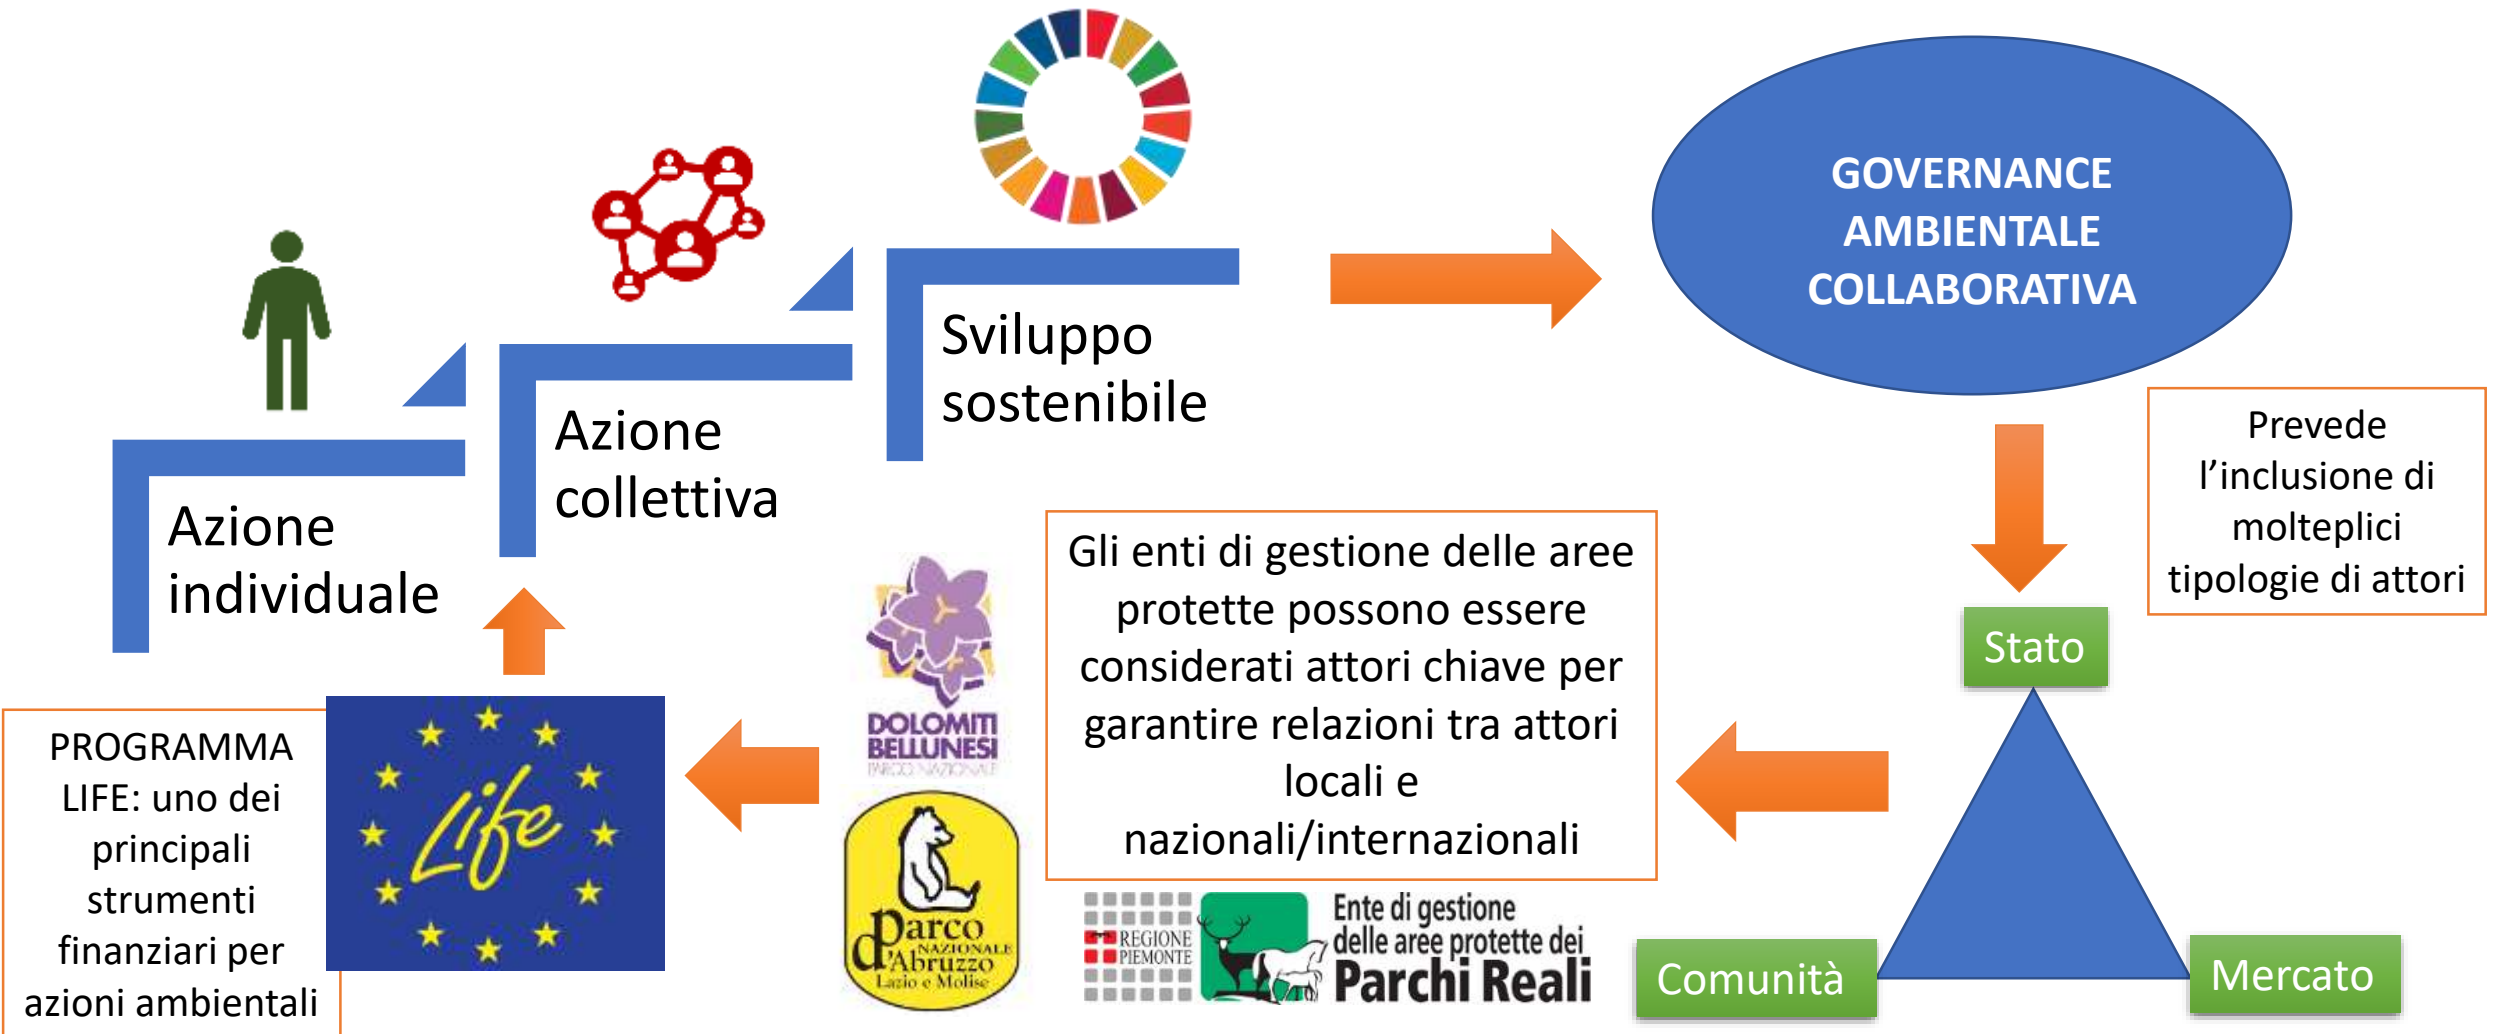 Azione
individuale
Azione
collettiva
Sviluppo
sostenibile
GOVERNANCE
AMBIENTALE
COLLABORATIVA
Prevede
l’inclusione di
molteplici
tipologie di attori
Stato
Comunità
Mercato
Gli enti di gestione delle aree
protette possono essere
considerati attori chiave per
garantire relazioni tra attori
locali e
nazionali/internazionali
DOLOMITI
BELLUNESI
PARCO NAZIONALE
Parco
NAZIONALE
d'Abruzzo
Lazio e Molise
REGIONE
PIEMONTE
Ente di gestione
delle aree protette dei
Parchi Reali
Life
PROGRAMMA
LIFE: uno dei
principali
strumenti
finanziari per
azioni ambientali